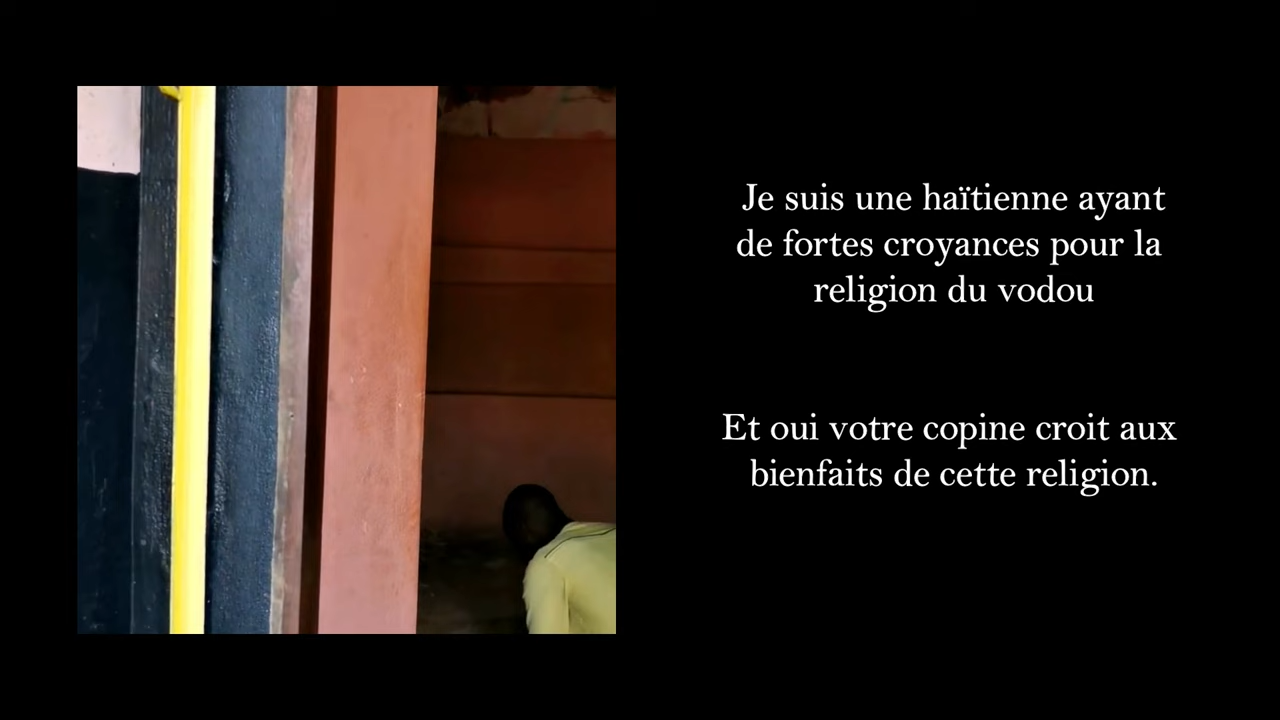 Je suis une haïtienne ayant
de fortes croyances pour la
religion du vodou
Et oui votre copine croit aux
bienfaits de cette religion.